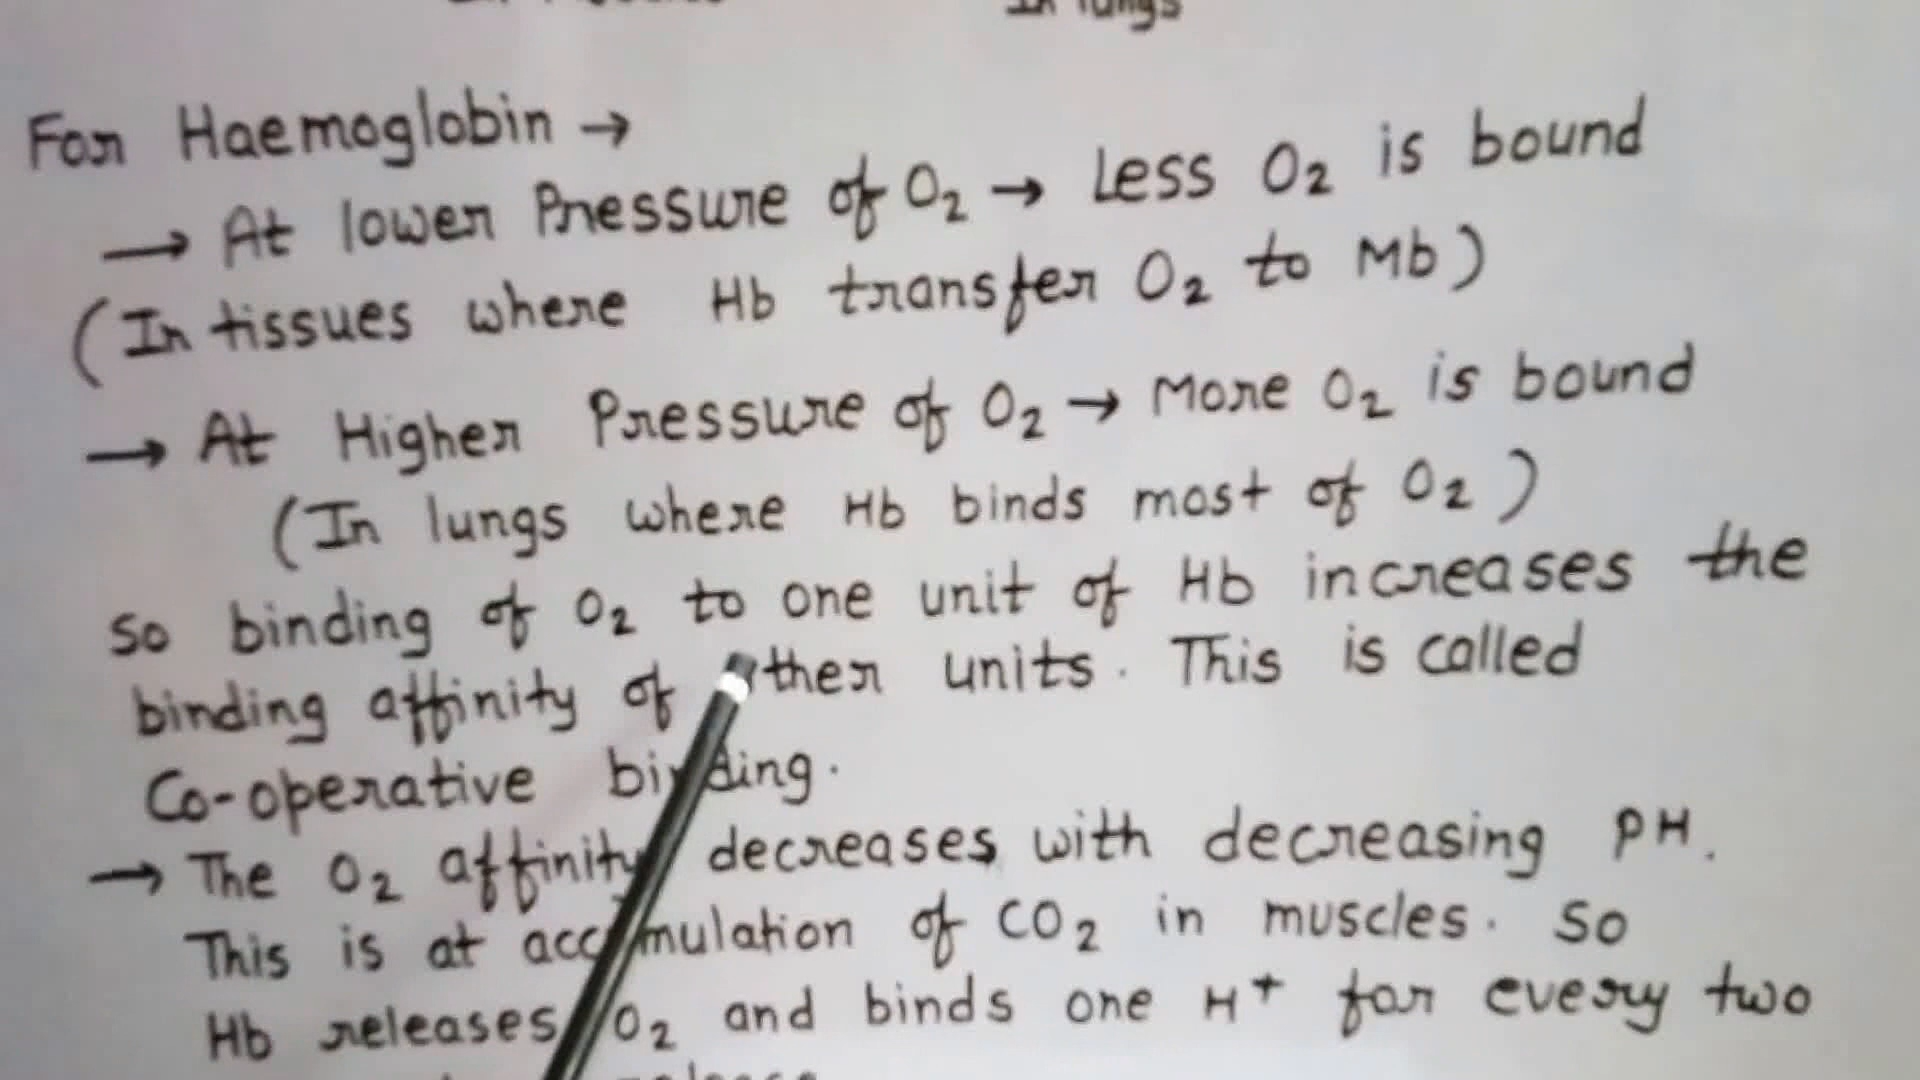 In lungs
For Haemoglobin →
→ At lower Pressure of O₂ → Less O₂ is bound
(In tissues where Hb transfer O₂ to Mb)
→ At Higher Pressure of O₂ → More O₂ is bound
(In lungs where Hb binds most of O₂)
So binding of O₂ to one unit of Hb increases the
binding affinity of other units. This is called
Co-operative binding.
→ The O₂ affinity decreases with decreasing PH.
This is at accumulation of CO₂ in muscles. So
Hb releases O₂ and binds one H⁺ for every two